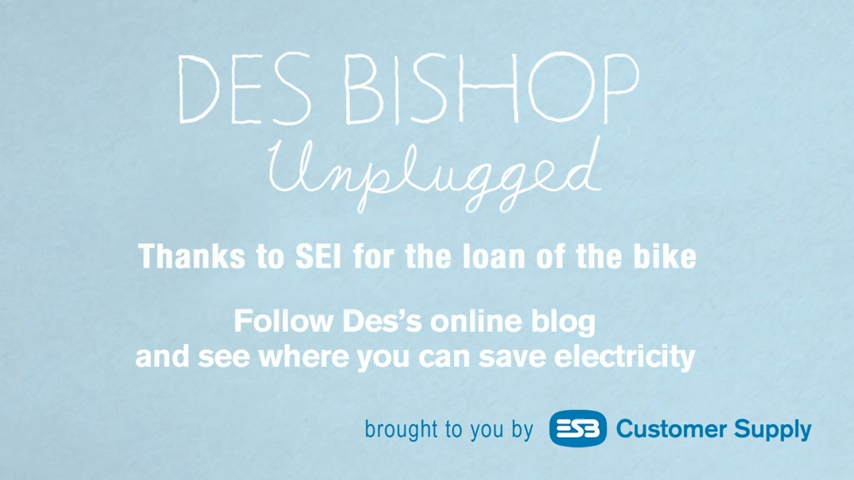 DES BISHOP
Unplugged
Thanks to SEI for the loan of the bike
Follow Des's online blog
and see where you can save electricity
brought to you by ESB Customer Supply